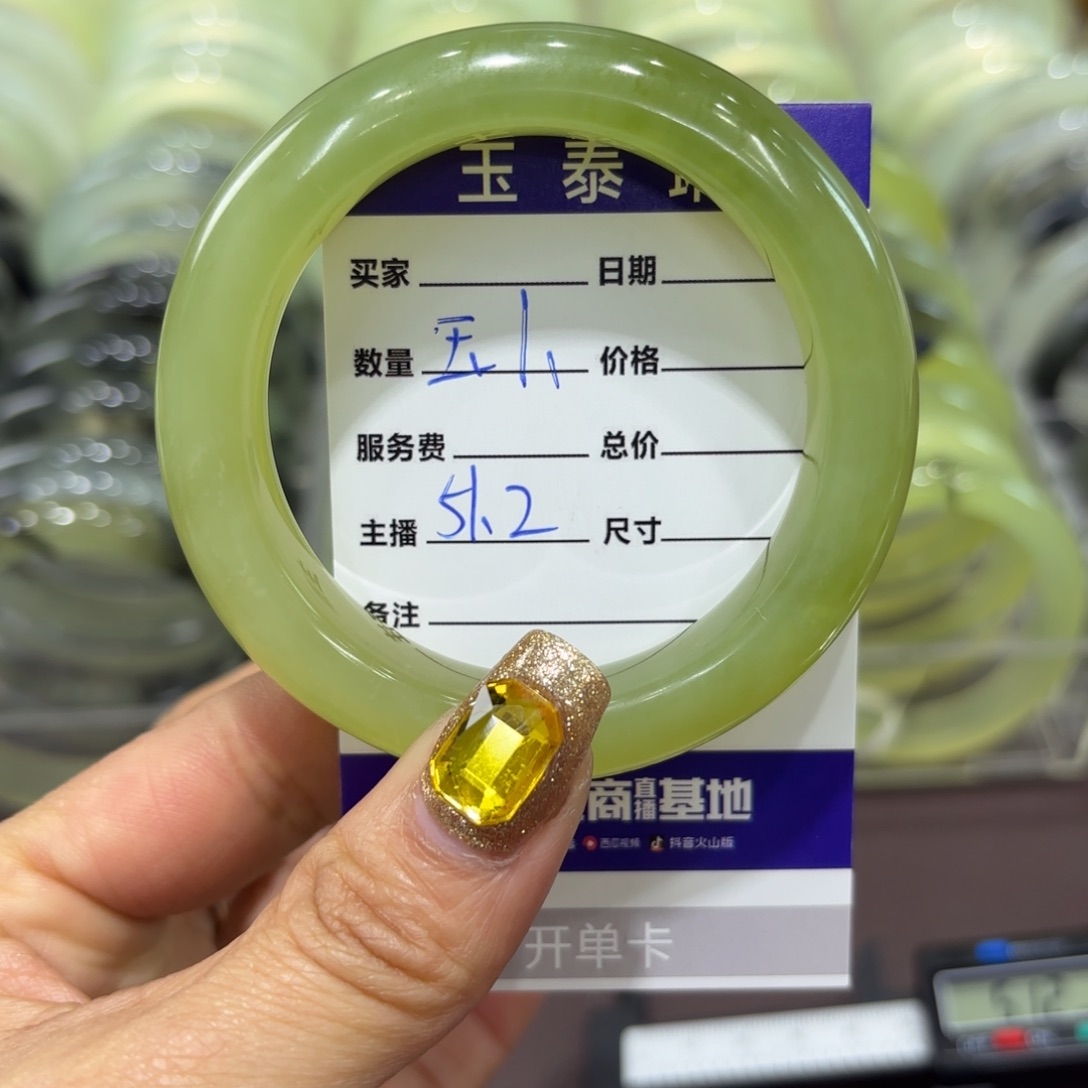 玉 泰
买家 日期
数量 价格
服务费 总价
主播 51.2 尺寸
备注
商直播基地
西瓜视频 抖音火山版
开单卡